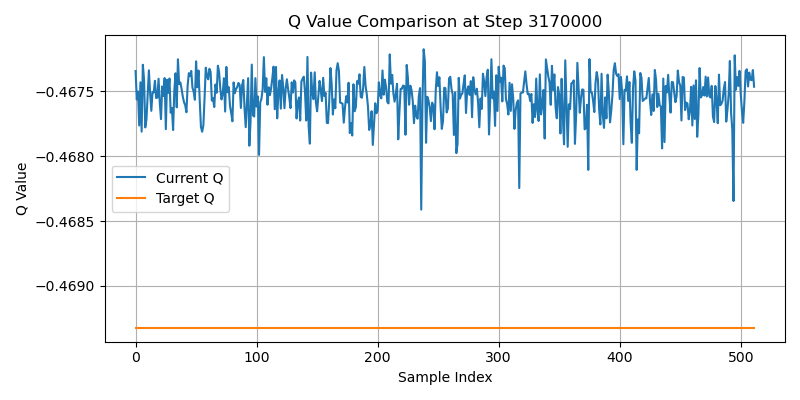 Q Value Comparison at Step 3170000
Q Value
−0.4675
−0.4680
−0.4685
−0.4690
Current Q
Target Q
0 100 200 300 400 500
Sample Index